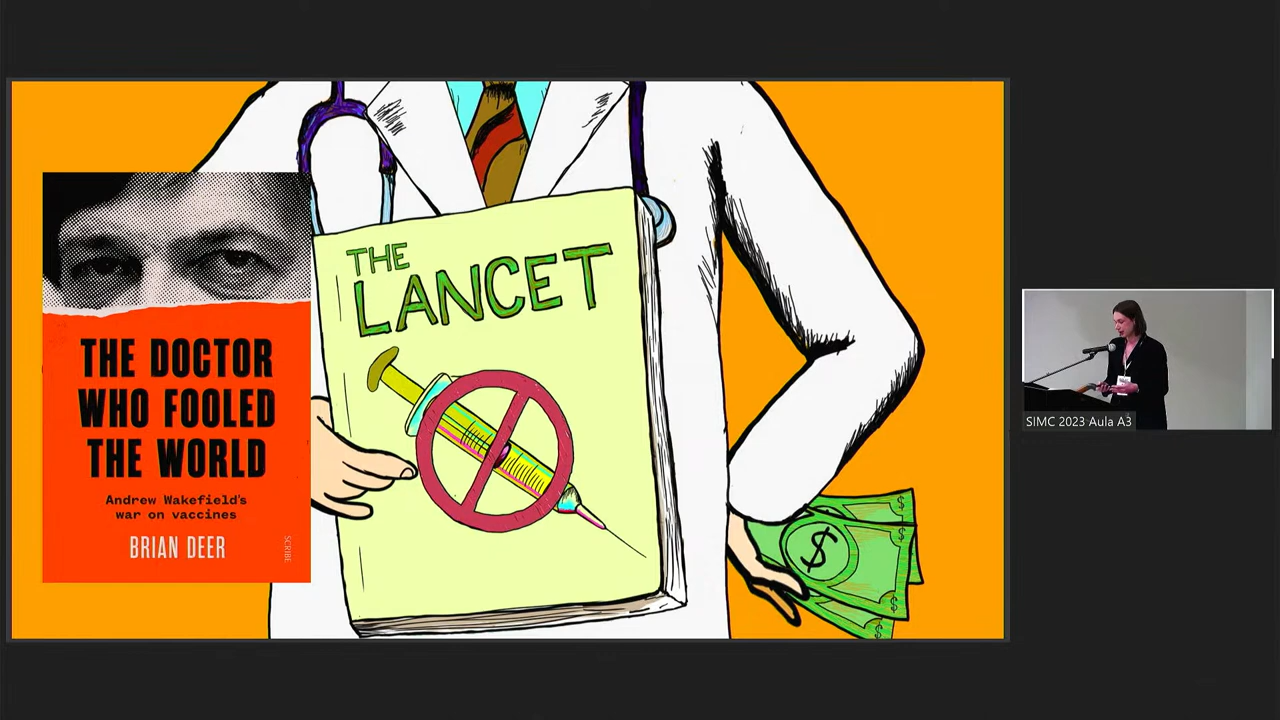 THE DOCTOR
WHO FOOLED
THE WORLD
Andrew Wakefield's
war on vaccines
BRIAN DEER
SCRIBE
THE
LANCET
$
$
$
$
$
SIMC 2023 Aula A3